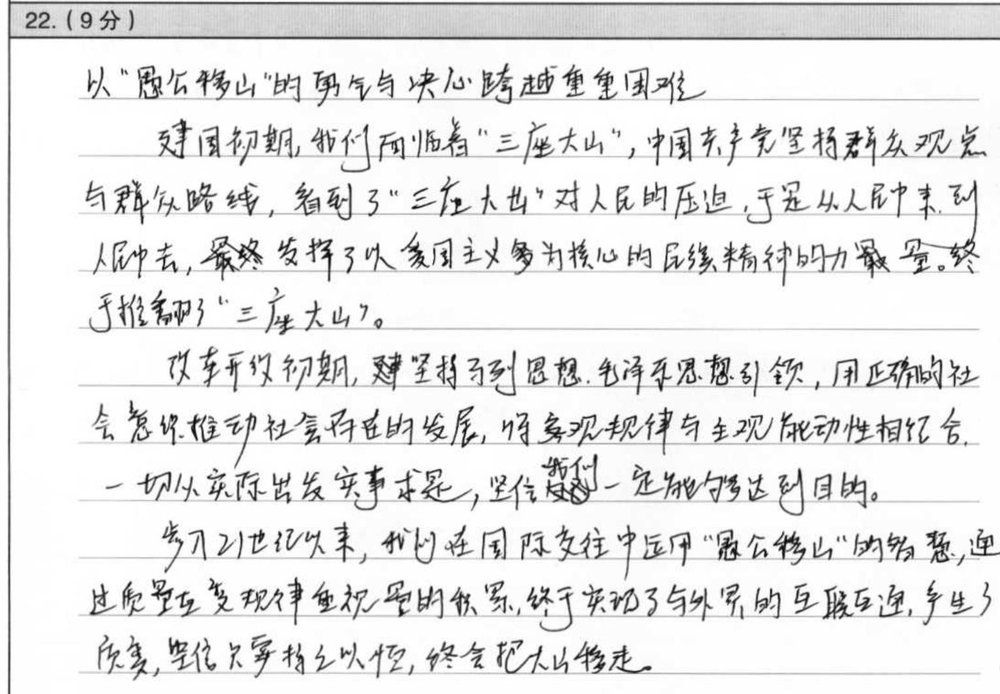 22.(9分)
以“愚公移山”的勇气与决心跨越重重困难
建国初期,我们面临着“三座大山”,中国共产党坚持群众观点
与群众路线,看到了“三座大山”对人民的压迫,于是从人民中来.到
人民中去,发挥了以爱国主义为核心的民族精神的力量。终
于推翻了“三座大山”。
改革开放初期,坚持马列思想.毛泽东思想引领,用正确的社
会意识推动社会存在的发展,将客观规律与主观能动性相结合.
一切从实际出发实事求是,坚信我们一定能够达到目的。
步入21世纪以来,我们在国际交往中运用“愚公移山”的智慧,通
过质量互变规律重视量的积累,终于实现了与外界的互联互通,产生了
质变,坚信只要持之以恒,终会把大山移走。